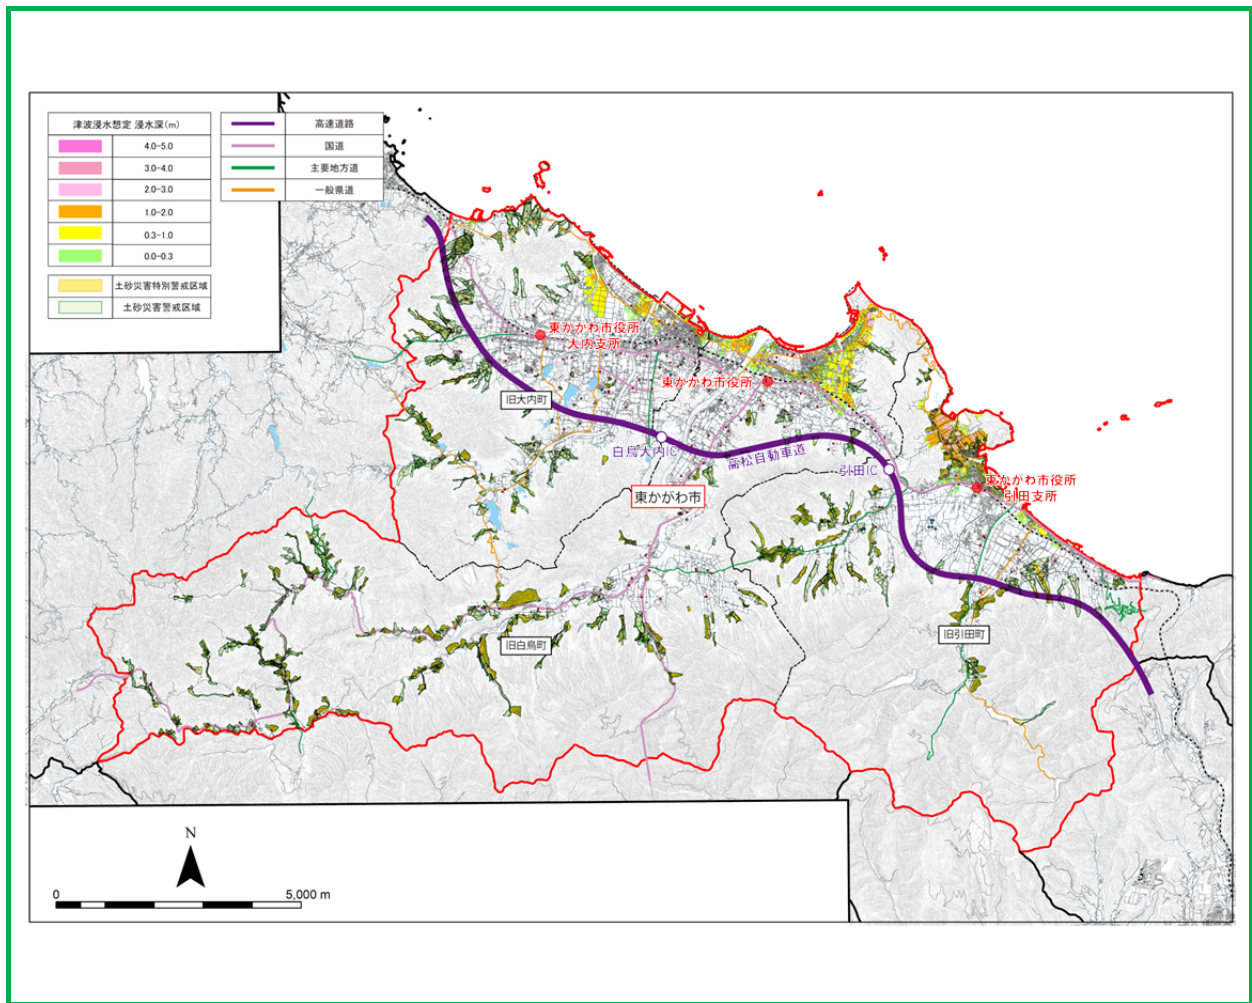 津波浸水想定 浸水深(m)
4.0-5.0
3.0-4.0
2.0-3.0
1.0-2.0
0.3-1.0
0.0-0.3
土砂災害特別警戒区域
土砂災害警戒区域
高速道路
国道
主要地方道
一般県道
東かがわ市役所
大内支所
東かがわ市役所
旧大内町
白鳥大内IC
高松自動車道
引田IC
東かがわ市
東かがわ市役所
引田支所
旧白鳥町
旧引田町
N
0
5,000 m